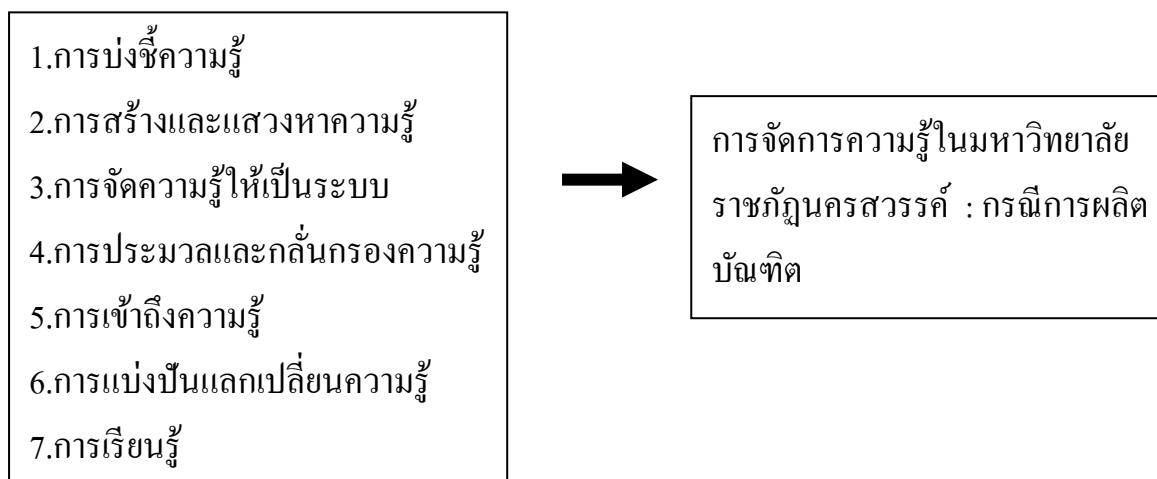 1.การบ่งชี้ความรู้
2.การสร้างและแสวงหาความรู้
3.การจัดความรู้ให้เป็นระบบ
4.การประมวลและกลั่นกรองความรู้
5.การเข้าถึงความรู้
6.การแบ่งปันแลกเปลี่ยนความรู้
7.การเรียนรู้
การจัดการความรู้ในมหาวิทยาลัย
ราชภัฏนครสวรรค์ : กรณีการผลิต
บัณฑิต